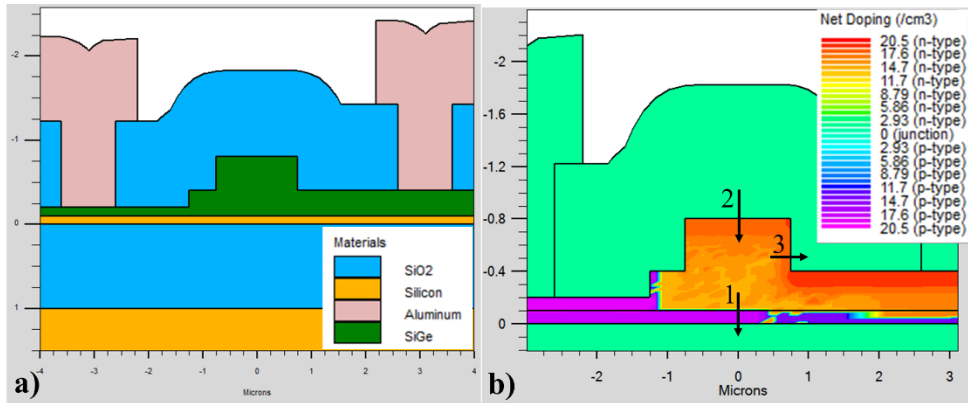 -2
-1
0
1
-4
-3
-2
-1
0
1
2
3
4
Microns
Materials
SiO2
Silicon
Aluminum
SiGe
a)
Net Doping (/cm3)
20.5 (n-type)
17.6 (n-type)
14.7 (n-type)
11.7 (n-type)
8.79 (n-type)
5.86 (n-type)
2.93 (n-type)
0 (junction)
2.93 (p-type)
5.86 (p-type)
8.79 (p-type)
11.7 (p-type)
14.7 (p-type)
17.6 (p-type)
20.5 (p-type)
-2
-1.6
-1.2
-0.8
-0.4
0
2
3
1
-2
-1
0
1
2
3
Microns
b)